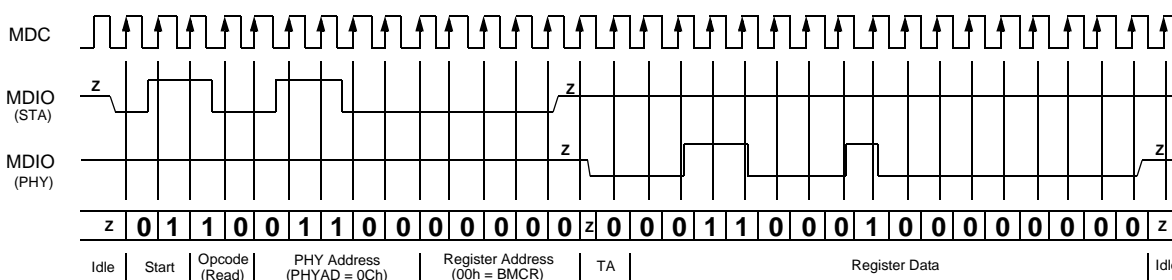 MDC
z
z
MDIO
(STA)
z
z
MDIO
(PHY)
z 0 1 1 0 0 1 1 0 0 0 0 0 0 0 z 0 0 0 1 1 0 0 0 1 0 0 0 0 0 0 0 0 z
Idle Start Opcode (Read) PHY Address (PHYAD = 0Ch) Register Address (00h = BMCR) TA Register Data Idle